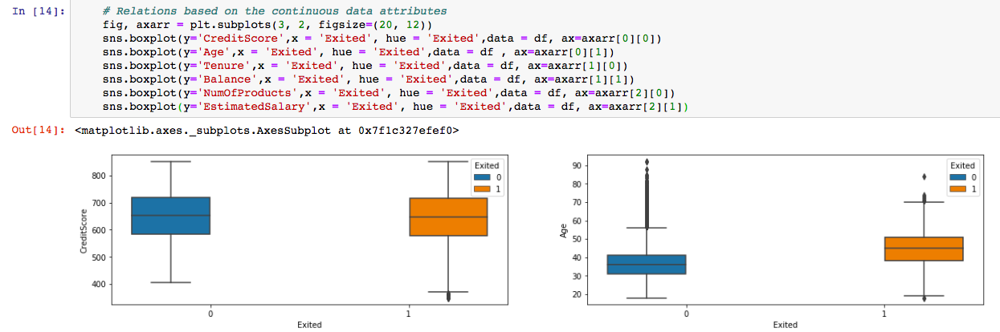 In [14]: # Relations based on the continuous data attributes
fig, axarr = plt.subplots(3, 2, figsize=(20, 12))
sns.boxplot(y='CreditScore',x = 'Exited', hue = 'Exited',data = df, ax=axarr[0][0])
sns.boxplot(y='Age',x = 'Exited', hue = 'Exited',data = df , ax=axarr[0][1])
sns.boxplot(y='Tenure',x = 'Exited', hue = 'Exited',data = df, ax=axarr[1][0])
sns.boxplot(y='Balance',x = 'Exited', hue = 'Exited',data = df, ax=axarr[1][1])
sns.boxplot(y='NumOfProducts',x = 'Exited', hue = 'Exited',data = df, ax=axarr[2][0])
sns.boxplot(y='EstimatedSalary',x = 'Exited', hue = 'Exited',data = df, ax=axarr[2][1])
Out[14]: <matplotlib.axes._subplots.AxesSubplot at 0x7f1c327efef0>
CreditScore
800
700
600
500
400
Exited
0
1
0 1
Exited
Age
90
80
70
60
50
40
30
20
Exited
0
1
0 1
Exited